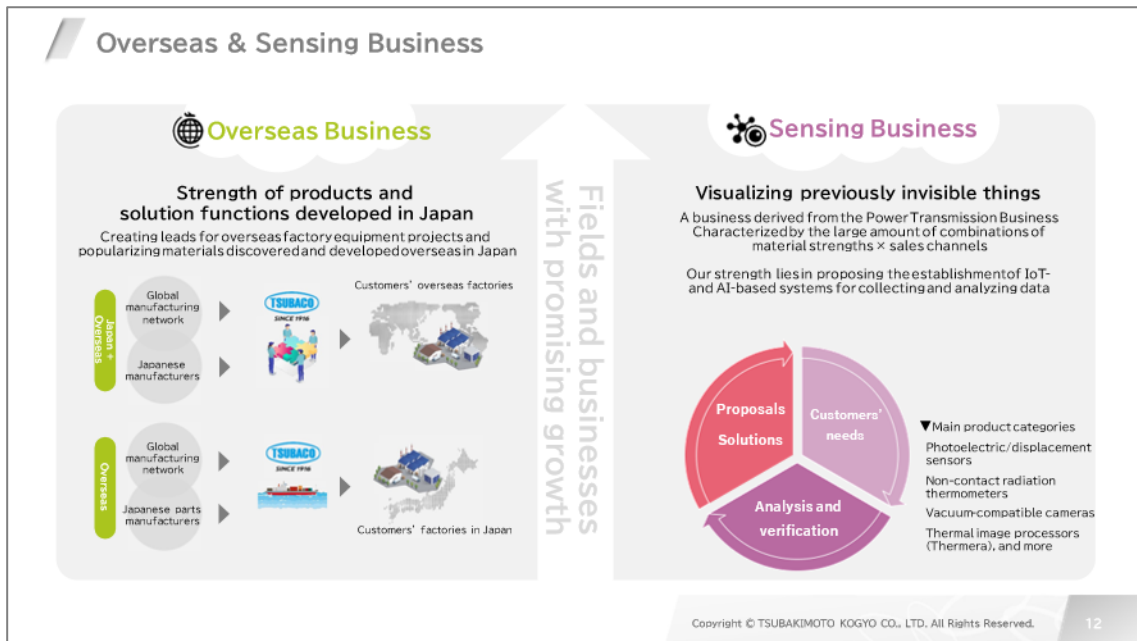 Overseas & Sensing Business
Overseas Business
Strength of products and
solution functions developed in Japan
Creating leads for overseas factory equipment projects and
popularizing materials discovered and developed overseas in Japan
Japan +
Overseas
Global
manufacturing
network
Japanese
manufacturers
TSUBACO
SINCE 1916
Customers' overseas factories
Overseas
Global
manufacturing
network
Japanese parts
manufacturers
TSUBACO
SINCE 1916
Customers' factories in Japan
Fields and businesses
with promising growth
Sensing Business
Visualizing previously invisible things
A business derived from the Power Transmission Business
Characterized by the large amount of combinations of
material strengths × sales channels
Our strength lies in proposing the establishment of IoT-
and AI-based systems for collecting and analyzing data
Proposals
Solutions
Customers'
needs
Analysis and
verification
▼Main product categories
Photoelectric/displacement
sensors
Non-contact radiation
thermometers
Vacuum-compatible cameras
Thermal image processors
(Thermera), and more
Copyright © TSUBAKIMOTO KOGYO CO., LTD. All Rights Reserved.
12